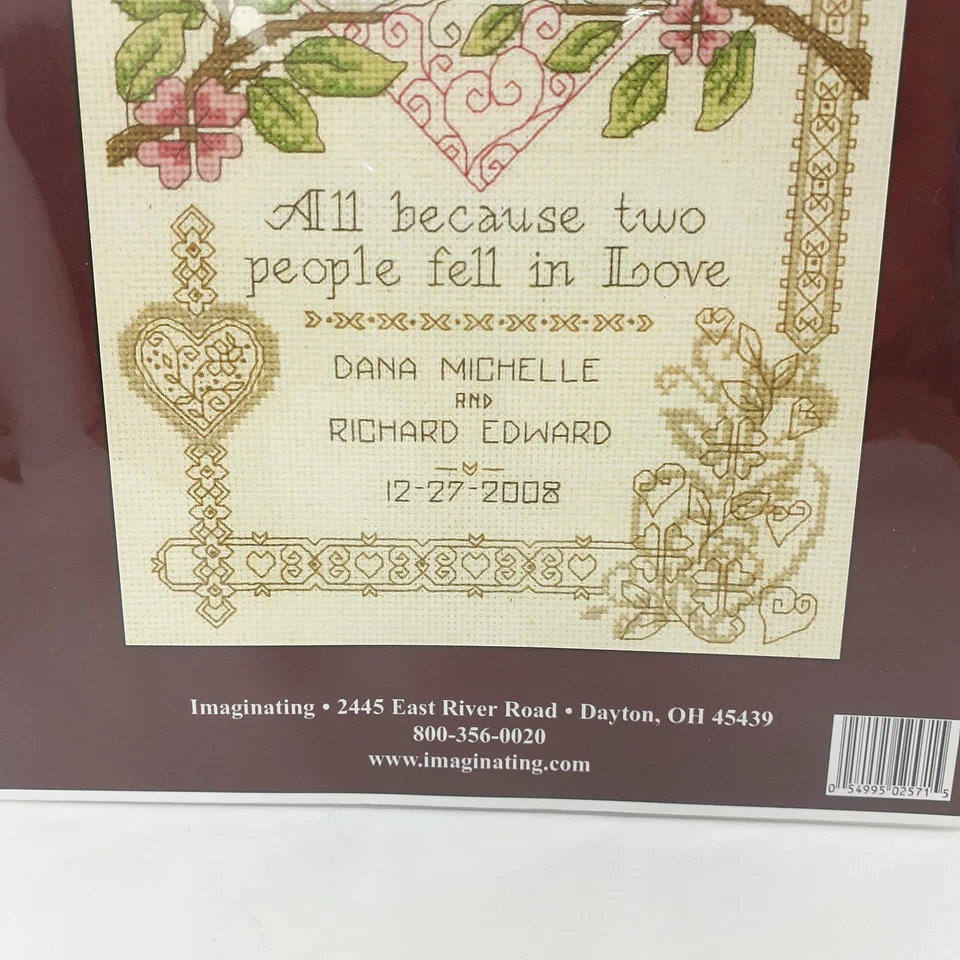 All because two
people fell in Love
DANA MICHELLE
AND
RICHARD EDWARD
12-27-2008
Imaginating • 2445 East River Road • Dayton, OH 45439
800-356-0020
www.imaginating.com
0 54995 02571 5